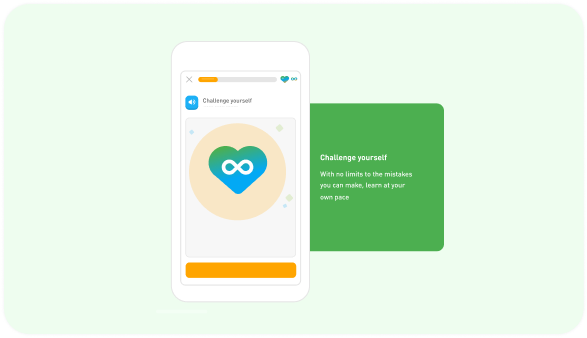 Challenge yourself
Challenge yourself
With no limits to the mistakes
you can make, learn at your
own pace